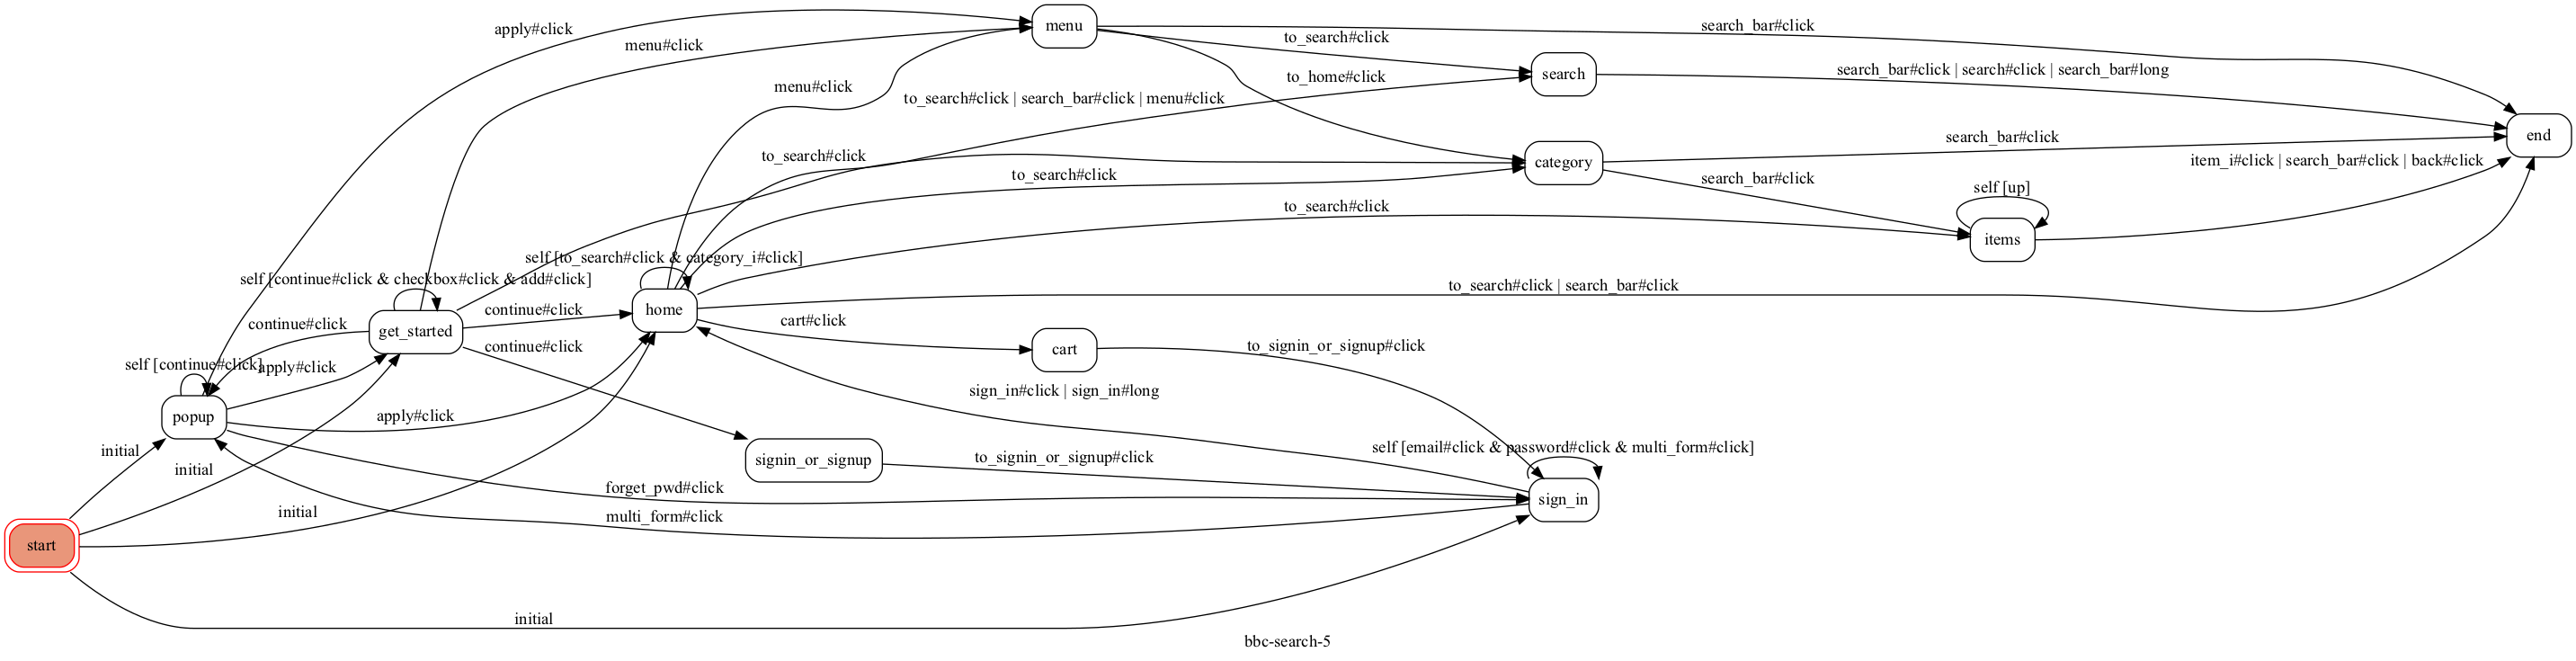 apply#click
menu
search_bar#click
menu#click
to_search#click
search
search_bar#click | search#click | search_bar#long
to_home#click
menu#click
to_search#click | search_bar#click | menu#click
end
search_bar#click
category
to_search#click
item_i#click | search_bar#click | back#click
to_search#click
search_bar#click
self [up]
to_search#click
items
self [to_search#click & category_i#click]
self [continue#click & checkbox#click & add#click]
to_search#click | search_bar#click
continue#click
home
continue#click
get_started
cart#click
continue#click
cart
to_signin_or_signup#click
self [continue#click]
apply#click
sign_in#click | sign_in#long
popup
apply#click
initial
self [email#click & password#click & multi_form#click]
signin_or_signup
to_signin_or_signup#click
initial
forget_pwd#click
sign_in
initial
multi_form#click
start
initial
bbc-search-5